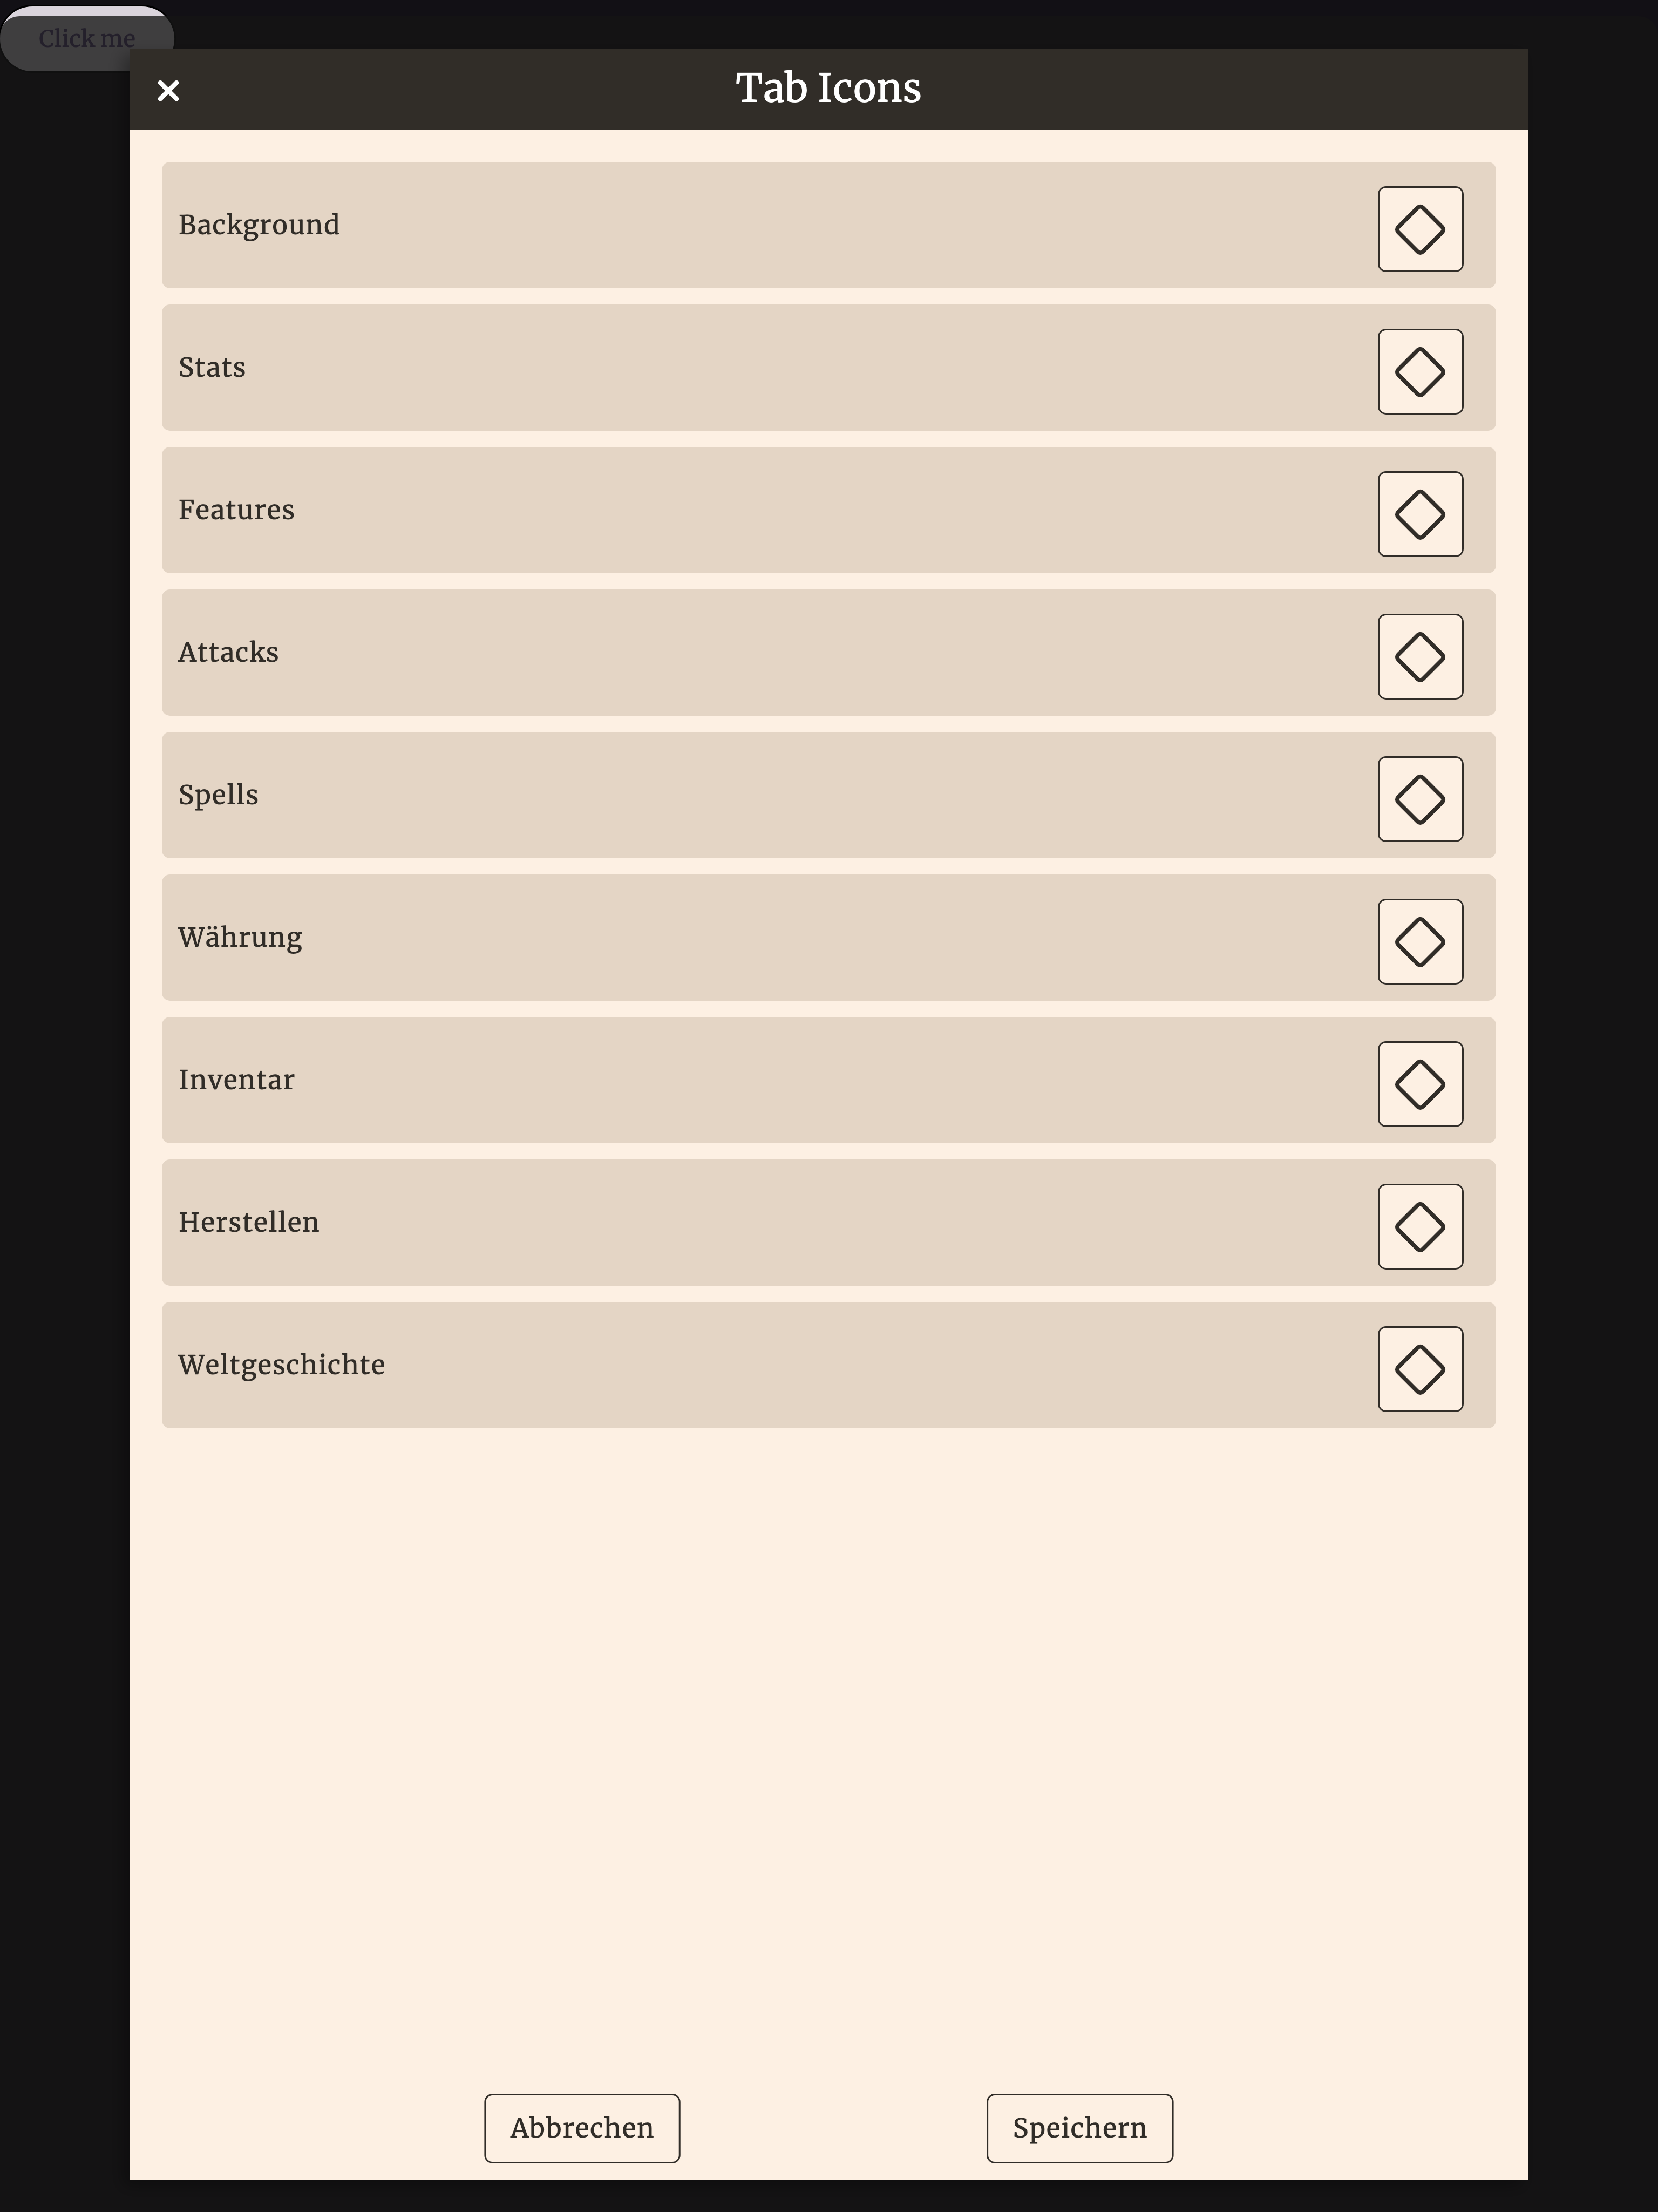 Click me
Tab Icons
Background
Stats
Features
Attacks
Spells
Währung
Inventar
Herstellen
Weltgeschichte
Abbrechen
Speichern